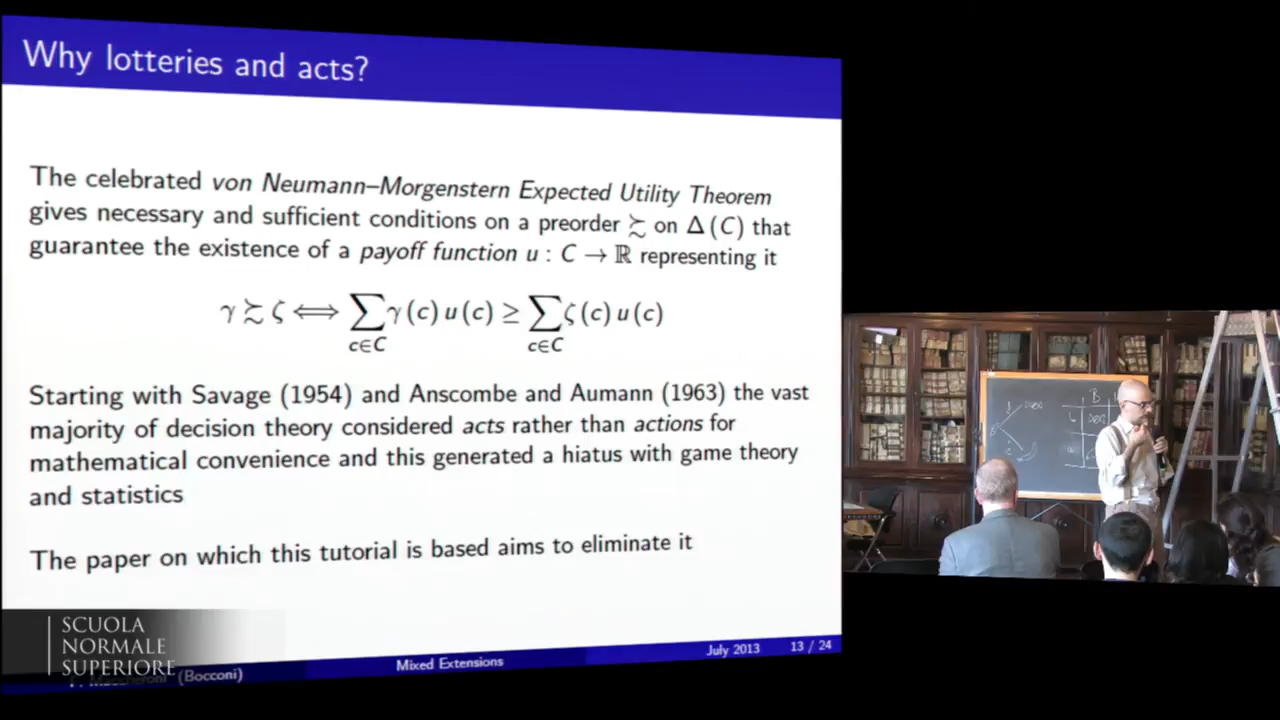 Why lotteries and acts?
The celebrated von Neumann–Morgenstern Expected Utility Theorem
gives necessary and sufficient conditions on a preorder ≿ on Δ(C) that
guarantee the existence of a payoff function u : C → ℝ representing it
γ ≿ ζ ⟺ ∑ γ(c) u(c) ≥ ∑ ζ(c) u(c)
c∈C c∈C
Starting with Savage (1954) and Anscombe and Aumann (1963) the vast
majority of decision theory considered acts rather than actions for
mathematical convenience and this generated a hiatus with game theory
and statistics
The paper on which this tutorial is based aims to eliminate it
SCUOLA
NORMALE
SUPERIORE
(Bocconi)
Mixed Extensions
July 2013
13 / 24
B